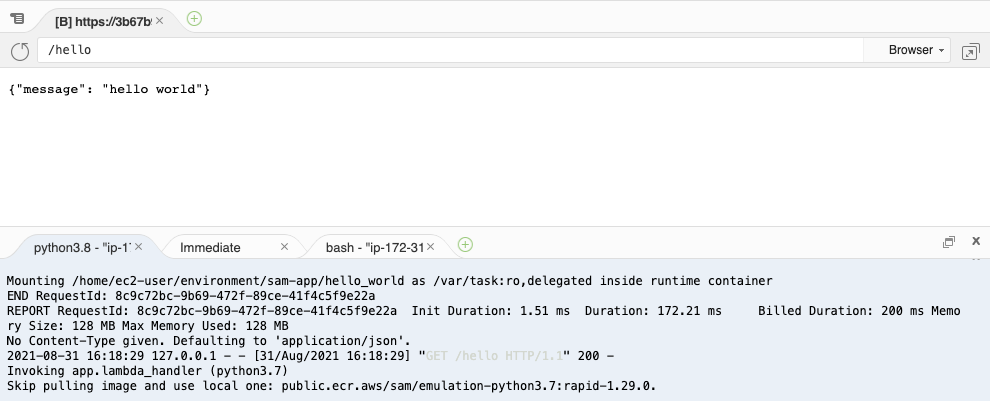 [B] https://3b67b
/hello
Browser
{"message": "hello world"}
python3.8 - "ip-1
Immediate
bash - "ip-172-31
Mounting /home/ec2-user/environment/sam-app/hello_world as /var/task:ro,delegated inside runtime container
END RequestId: 8c9c72bc-9b69-472f-89ce-41f4c5f9e22a
REPORT RequestId: 8c9c72bc-9b69-472f-89ce-41f4c5f9e22a  Init Duration: 1.51 ms  Duration: 172.21 ms     Billed Duration: 200 ms Memo
ry Size: 128 MB Max Memory Used: 128 MB
No Content-Type given. Defaulting to 'application/json'.
2021-08-31 16:18:29 127.0.0.1 - - [31/Aug/2021 16:18:29] "GET /hello HTTP/1.1" 200 -
Invoking app.lambda_handler (python3.7)
Skip pulling image and use local one: public.ecr.aws/sam/emulation-python3.7:rapid-1.29.0.